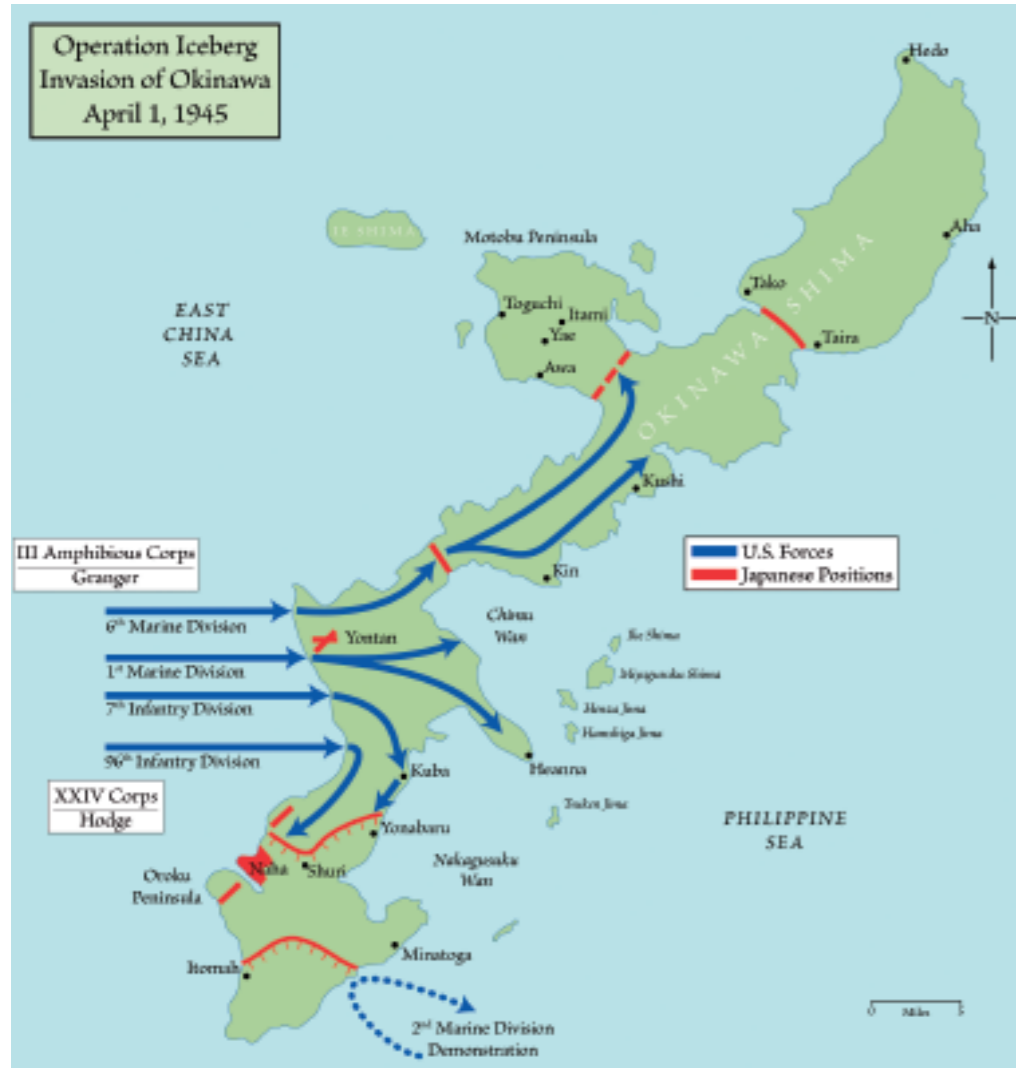 Operation Iceberg
Invasion of Okinawa
April 1, 1945
Hedo
IE SHIMA
Motobu Peninsula
Aha
EAST
CHINA
SEA
Toguchi
Itami
Yae
Awa
Tako
Taira
N
OKINAWA - SHIMA
Kushi
III Amphibious Corps
Granger
U.S. Forces
Japanese Positions
Kin
6th Marine Division
Chimu
Wan
Yontan
1st Marine Division
7th Infantry Division
96th Infantry Division
Heanna
Kuba
XXIV Corps
Hodge
Yonabaru
PHILIPPINE
SEA
Naha
Shuri
Nakagusuku
Wan
Oroku
Peninsula
Minatoga
Itomah
2nd Marine Division
Demonstration
0 Miles 5